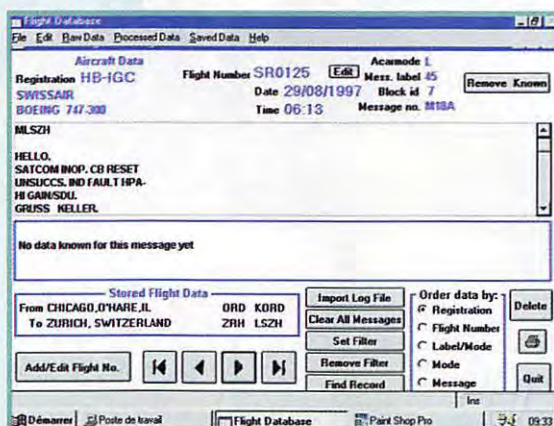 Flight Database
File Edit Raw Data Processed Data Saved Data Help
Aircraft Data
Registration HB-IGC
SWISSAIR
BOEING 747-300
Flight Number SR0125 Edit
Date 29/08/1997
Time 06:13
Acarmode L
Mess. label 45
Block id 7
Message no. M18A
Remove Known
MLSZH
HELLO.
SATCOM INOP. CB RESET
UNSUCCS. IND FAULT HPA-
HI GAIN/SDU.
GRUSS KELLER.
No data known for this message yet
Stored Flight Data
From CHICAGO,O'HARE,IL ORD KORD
To ZURICH, SWITZERLAND ZRH LSZH
Add/Edit Flight No.
Import Log File
Clear All Messages
Set Filter
Remove Filter
Find Record
Order data by:
Registration
Flight Number
Label/Mode
Mode
Message
Delete
Quit
Ins
Démarrer Poste de travail Flight Database Paint Shop Pro 09:33